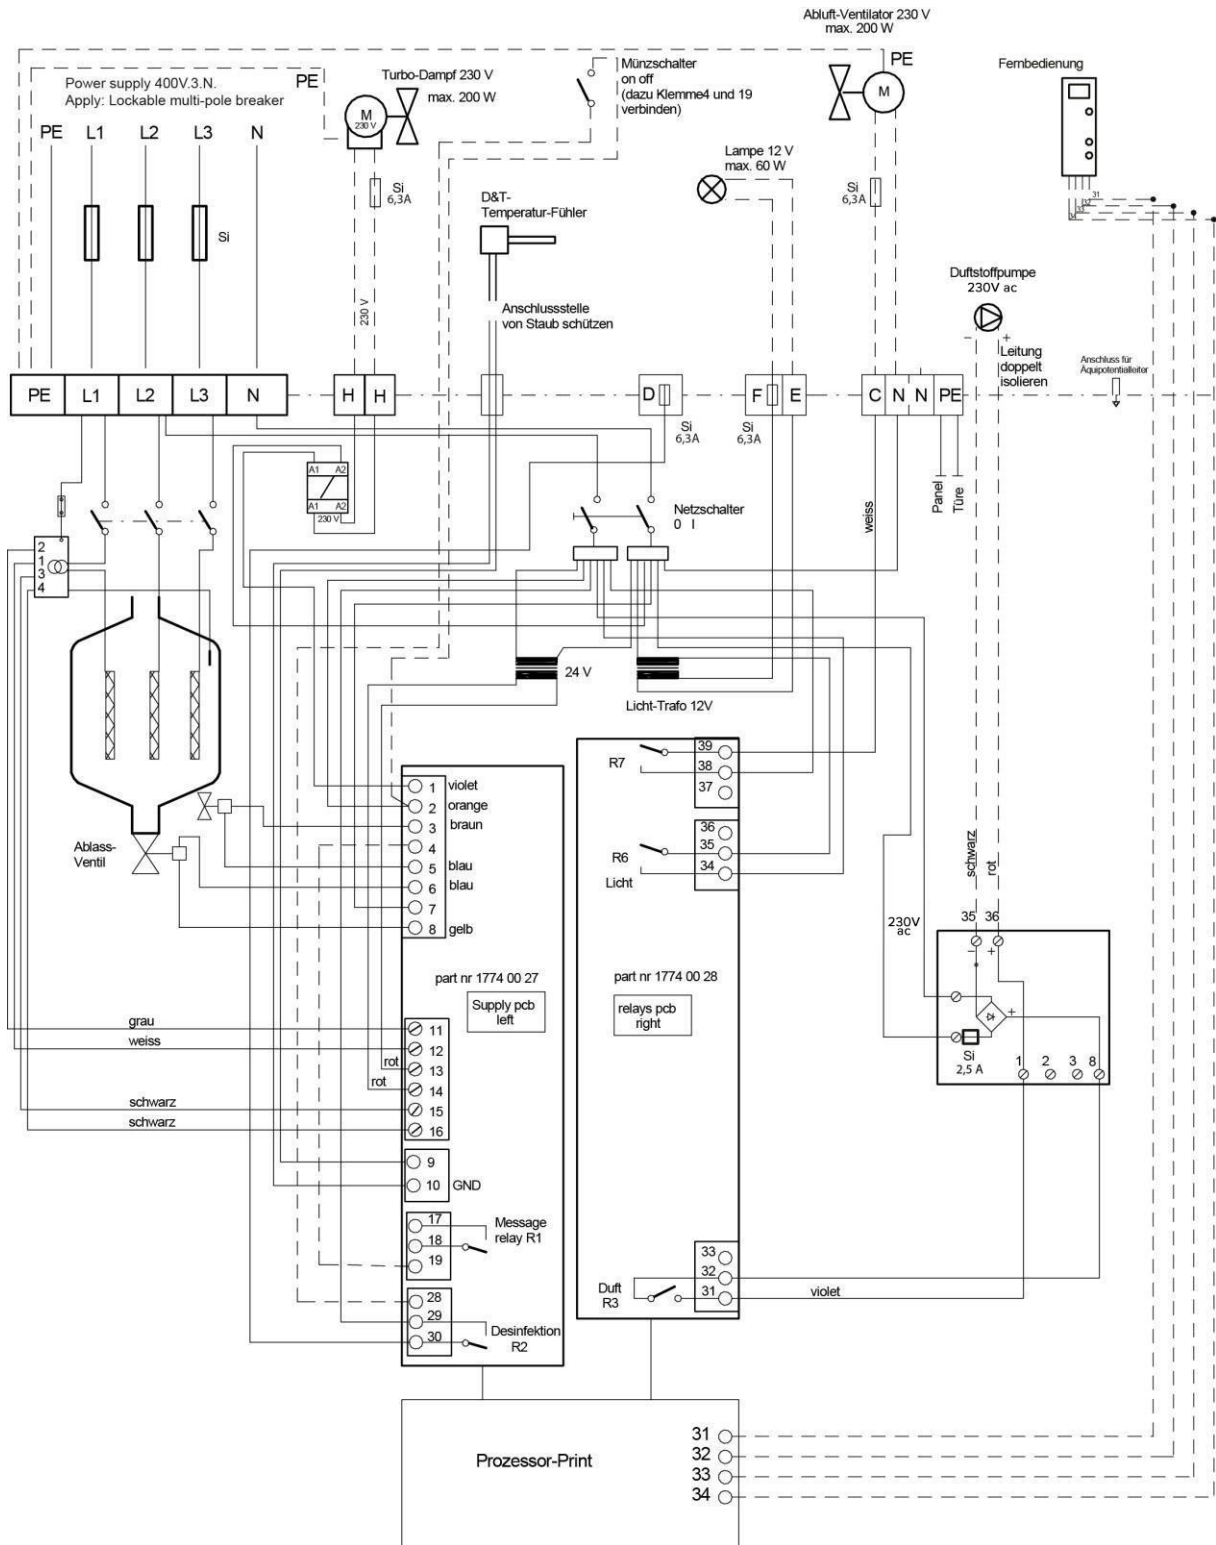 Abluft-Ventilator 230 V
max. 200 W
PE
M
Fernbedienung
31
32
33
34
Münzschalter
on off
(dazu Klemme4 und 19
verbinden)
Turbo-Dampf 230 V
max. 200 W
PE
M
230 V
Si
6,3A
230 V
Power supply 400V.3.N.
Apply: Lockable multi-pole breaker
PE L1 L2 L3 N
Si
D&T-
Temperatur-Fühler
Anschlussstelle
von Staub schützen
Lampe 12 V
max. 60 W
Si
6,3A
Duftstoffpumpe
230V ac
- +
Leitung
doppelt
isolieren
Anschluss für
Äquipotentialleiter
PE L1 L2 L3 N
H H
D
Si
6,3A
F E
Si
6,3A
C N N PE
Panel
Türe
weiss
A1 A2
A1 A2
230 V
Netzschalter
0 I
2
1
3
4
24 V
Licht-Trafo 12V
Ablass-
Ventil
1 violet
2 orange
3 braun
4
5 blau
6 blau
7
8 gelb
part nr 1774 00 27
Supply pcb
left
grau
weiss
rot
rot
schwarz
schwarz
11
12
13
14
15
16
9
10 GND
17
18
19
Message
relay R1
28
29
30
Desinfektion
R2
R7
39
38
37
36
35
34
R6
Licht
part nr 1774 00 28
relays pcb
right
33
32
31
Duft
R3
violet
230V
ac
schwarz
rot
35 36
- +
+
Si
2,5 A
1 2 3 8
Prozessor-Print
31
32
33
34